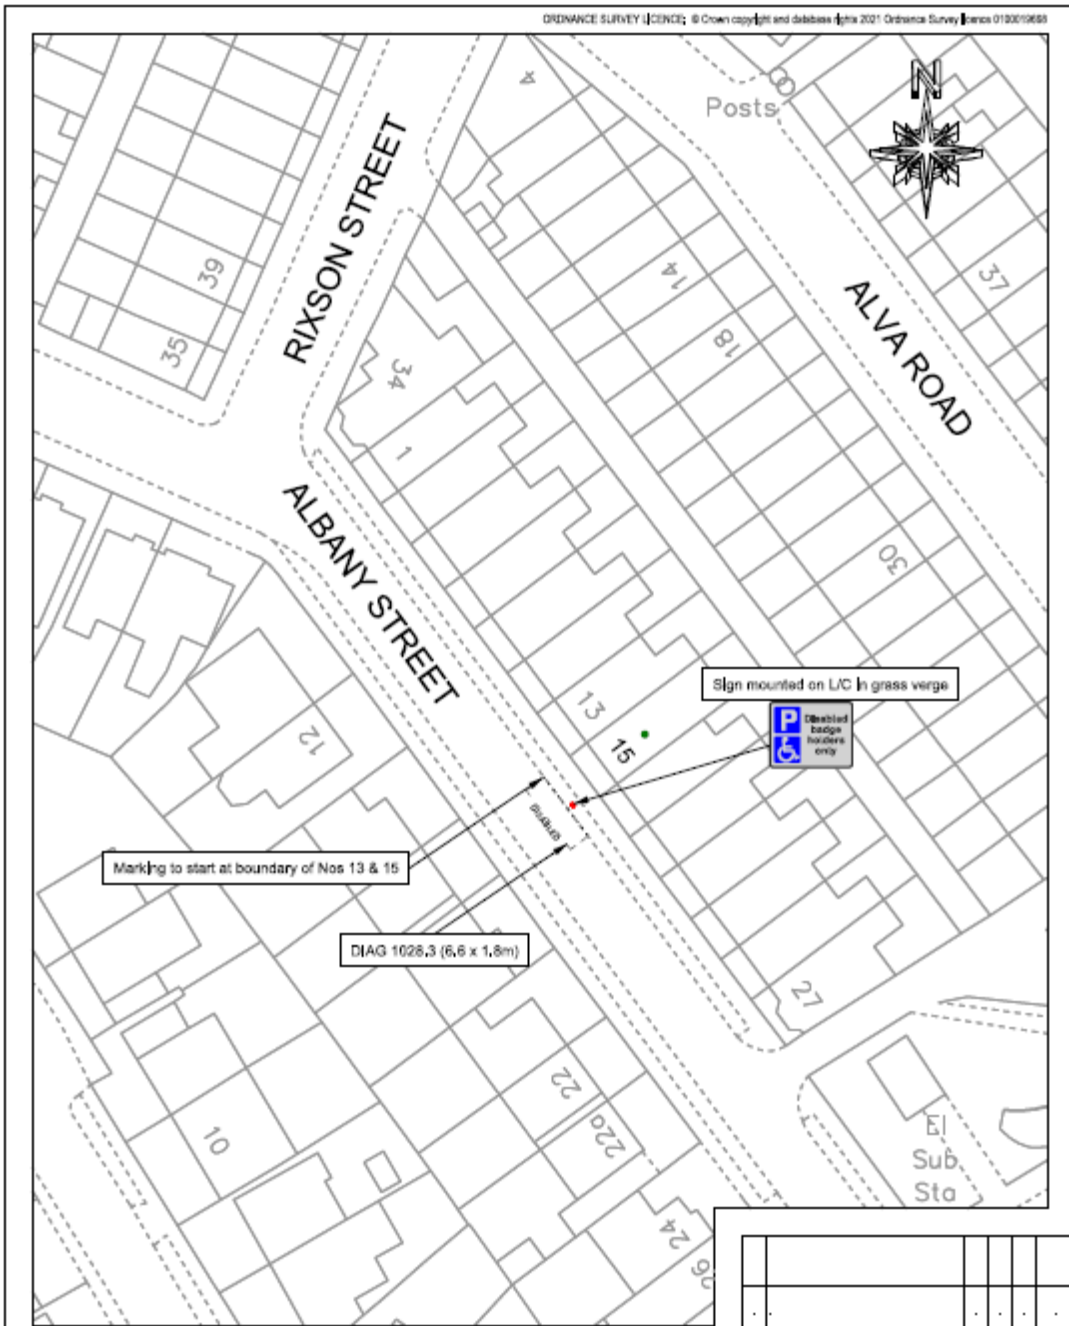 ORDNANCE SURVEY LICENCE; © Crown copyright and database rights 2021 Ordnance Survey licence 0100019668
N
4
Posts
RIXSON STREET
39
35
34
1
14
18
37
ALVA ROAD
ALBANY STREET
30
12
13
15
Sign mounted on L/C in grass verge
P
Disabled
badge
holders
only
DISABLED
Marking to start at boundary of Nos 13 & 15
DIAG 1028.3 (6.6 x 1.8m)
27
22
22a
10
El
Sub
Sta
24
26